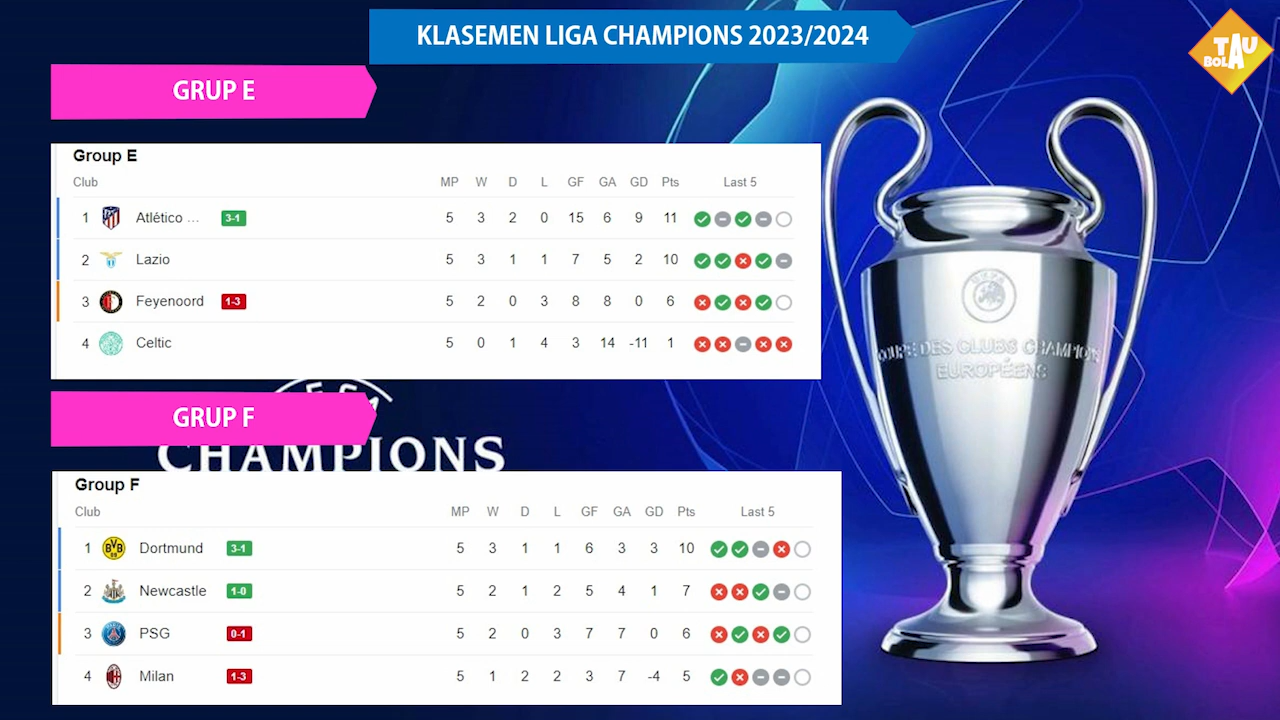 KLASEMEN LIGA CHAMPIONS 2023/2024
TAU
BOLA
GRUP E
Group E
Club MP W D L GF GA GD Pts Last 5
1 Atlético ... 3-1 5 3 2 0 15 6 9 11
2 Lazio 5 3 1 1 7 5 2 10
3 Feyenoord 1-3 5 2 0 3 8 8 0 6
4 Celtic 5 0 1 4 3 14 -11 1
GRUP F
CHAMPIONS
Group F
Club MP W D L GF GA GD Pts Last 5
1 Dortmund 3-1 5 3 1 1 6 3 3 10
2 Newcastle 1-0 5 2 1 2 5 4 1 7
3 PSG 0-1 5 2 0 3 7 7 0 6
4 Milan 1-3 5 1 2 2 3 7 -4 5
UEFA
COUPE DES CLUBS CHAMPIONS
EUROPÉENS